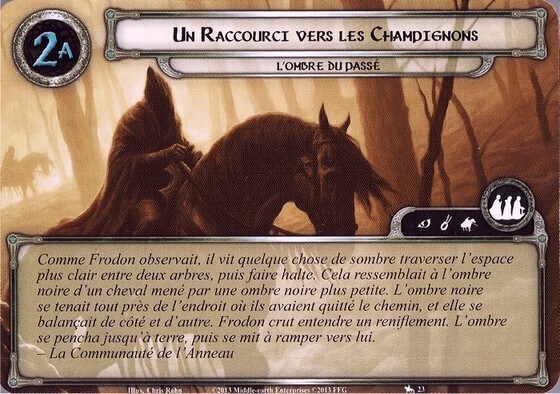 2A
Un Raccourci vers les Champignons
L'Ombre du Passé
Comme Frodon observait, il vit quelque chose de sombre traverser l'espace
plus clair entre deux arbres, puis faire halte. Cela ressemblait à l'ombre
noire d'un cheval mené par une ombre noire plus petite. L'ombre noire
se tenait tout près de l'endroit où ils avaient quitté le chemin, et elle se
balançait de côté et d'autre. Frodon crut entendre un reniflement. L'ombre
se pencha jusqu'à terre, puis se mit à ramper vers lui.
– La Communauté de l'Anneau
Illus. Chris Rahn ©2013 Middle-earth Enterprises ©2013 FFG 23